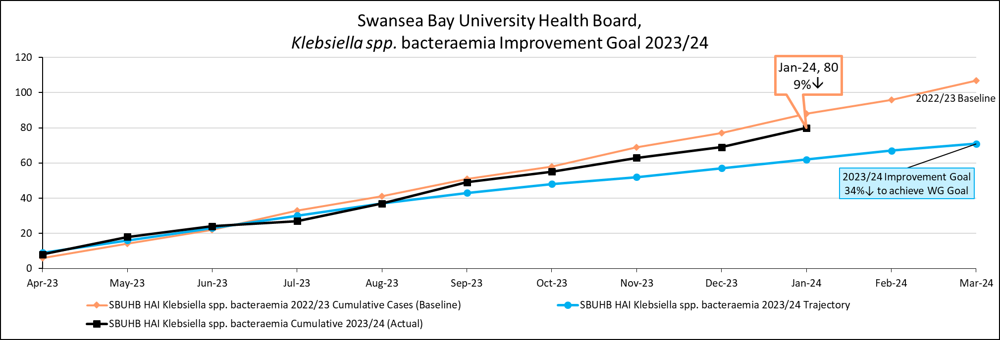 Swansea Bay University Health Board,
Klebsiella spp. bacteraemia Improvement Goal 2023/24
120
100
80
60
40
20
0
Jan-24, 80
9%↓
2022/23 Baseline
2023/24 Improvement Goal
34%↓ to achieve WG Goal
Apr-23 May-23 Jun-23 Jul-23 Aug-23 Sep-23 Oct-23 Nov-23 Dec-23 Jan-24 Feb-24 Mar-24
SBUHB HAI Klebsiella spp. bacteraemia 2022/23 Cumulative Cases (Baseline)
SBUHB HAI Klebsiella spp. bacteraemia 2023/24 Trajectory
SBUHB HAI Klebsiella spp. bacteraemia Cumulative 2023/24 (Actual)